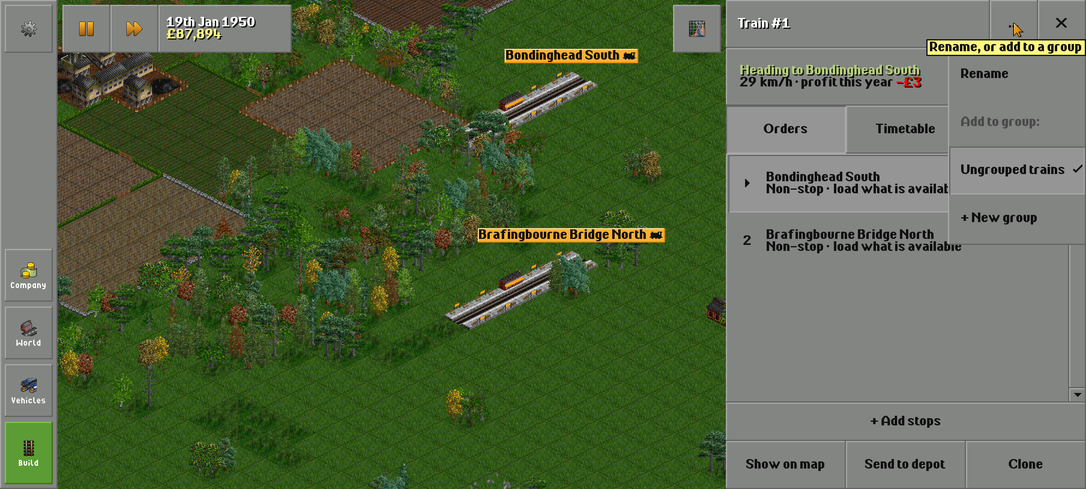 19th Jan 1950
£87,894
Company
World
Vehicles
Build
Bondinghead South
Brafingbourne Bridge North
Train #1
Rename, or add to a group
Heading to Bondinghead South
29 km/h · profit this year -£3
Rename
Add to group:
Ungrouped trains
+ New group
Orders
Timetable
Bondinghead South
Non-stop · load what is availab
2
Brafingbourne Bridge North
Non-stop · load what is available
+ Add stops
Show on map
Send to depot
Clone